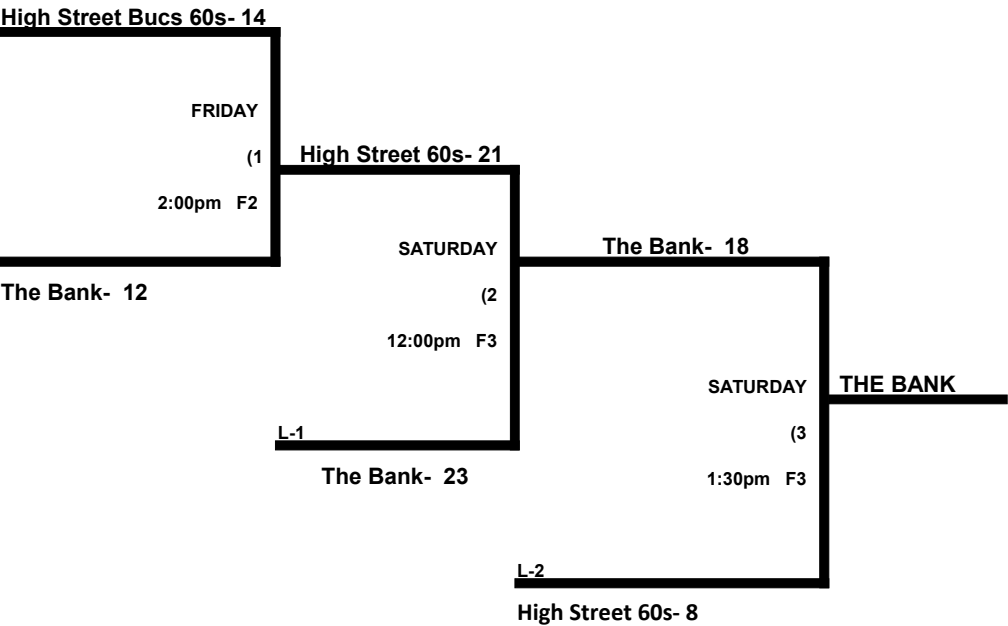 High Street Bucs 60s- 14
FRIDAY
(1
High Street 60s- 21
2:00pm F2
SATURDAY
The Bank- 18
The Bank- 12
(2
12:00pm F3
SATURDAY
THE BANK
L-1
(3
The Bank- 23
1:30pm F3
L-2
High Street 60s- 8